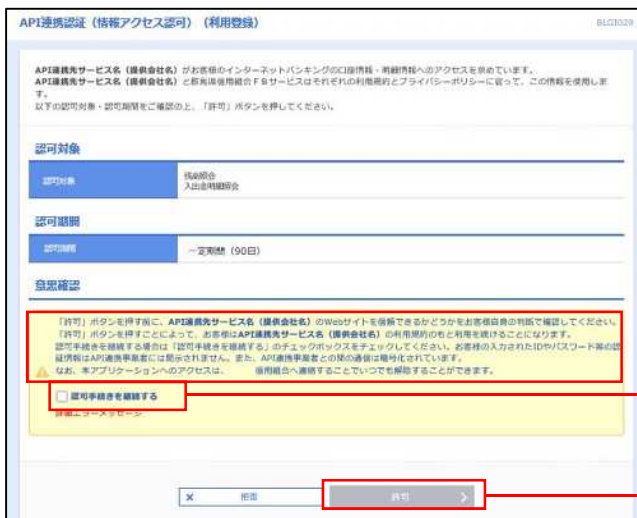 API連携認証（情報アクセス認可）（利用登録）
BLGI029
API連携先サービス名（提供会社名）がお客様のインターネットバンキングの口座情報・明細情報へのアクセスを求めています。
API連携先サービス名（提供会社名）と都央県信用組合ＦＢサービスはそれぞれの利用規約とプライバシーポリシーに従って、この情報を使用しま
す。
以下の認可対象・認可期間をご確認の上、「許可」ボタンを押してください。
認可対象
認可対象
残高照会
入出金明細照会
認可期間
認可期間
一定期間（90日）
意思確認
「許可」ボタンを押す前に、API連携先サービス名（提供会社名）のWebサイトを信頼できるかどうかをお客様自身の判断で確認してください。
「許可」ボタンを押すことによって、お客様はAPI連携先サービス名（提供会社名）の利用規約のもと利用を続けることになります。
認可手続きを継続する場合は「認可手続きを継続する」のチェックボックスをチェックしてください。お客様の入力されたIDやパスワード等の認
証情報はAPI連携事業者には開示されません。また、API連携事業者との間の通信は暗号化されています。
なお、本アプリケーションへのアクセスは、 信用組合へ連絡することでいつでも解除することができます。
認可手続きを継続する
詳細エラーメッセージ
拒否
許可